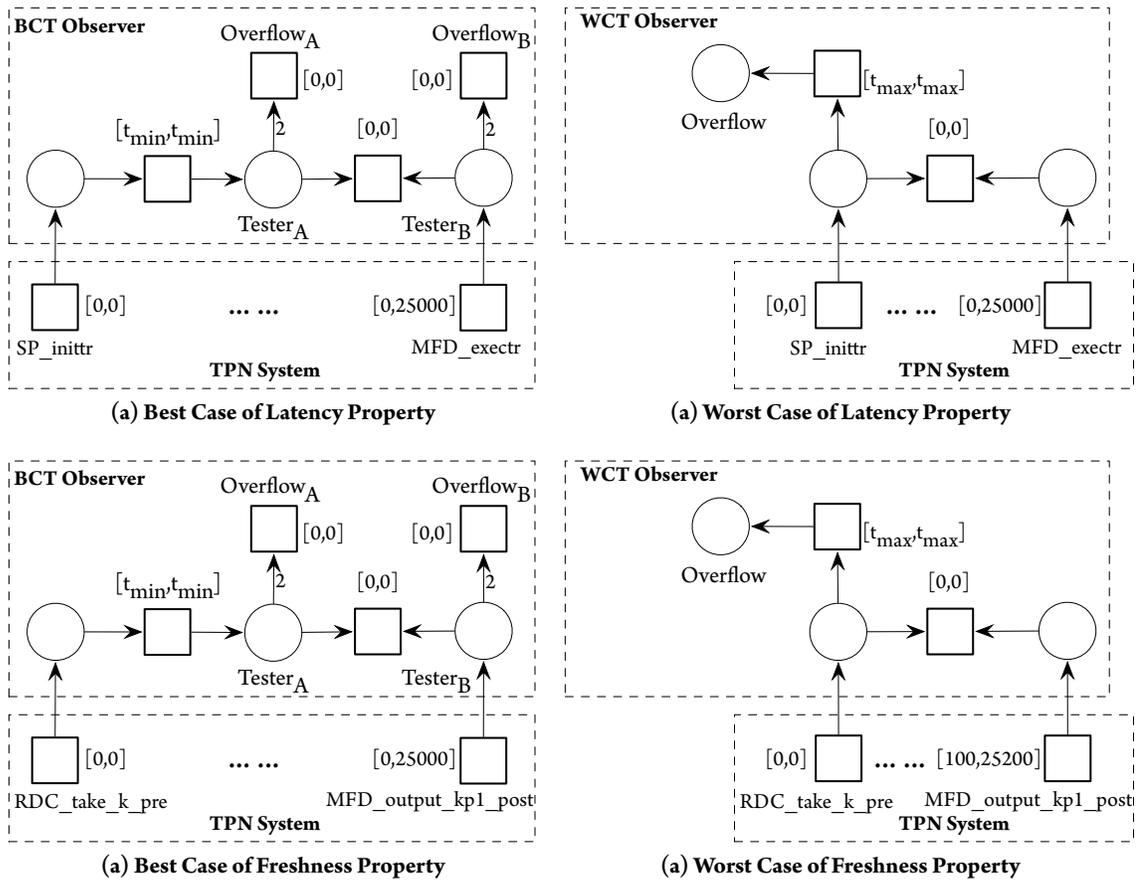 BCT Observer
Overflow_A
Overflow_B
[0,0]
[0,0]
2
2
[t_min,t_min]
[0,0]
Tester_A
Tester_B
[0,0]
... ...
[0,25000]
SP_inittr
MFD_exectr
TPN System
(a) Best Case of Latency Property
WCT Observer
[t_max,t_max]
Overflow
[0,0]
[0,0]
... ...
[0,25000]
SP_inittr
MFD_exectr
TPN System
(a) Worst Case of Latency Property
BCT Observer
Overflow_A
Overflow_B
[0,0]
[0,0]
2
2
[t_min,t_min]
[0,0]
Tester_A
Tester_B
[0,0]
... ...
[0,25000]
RDC_take_k_pre
MFD_output_kp1_post
TPN System
(a) Best Case of Freshness Property
WCT Observer
[t_max,t_max]
Overflow
[0,0]
[0,0]
... ...
[100,25200]
RDC_take_k_pre
MFD_output_kp1_post
TPN System
(a) Worst Case of Freshness Property